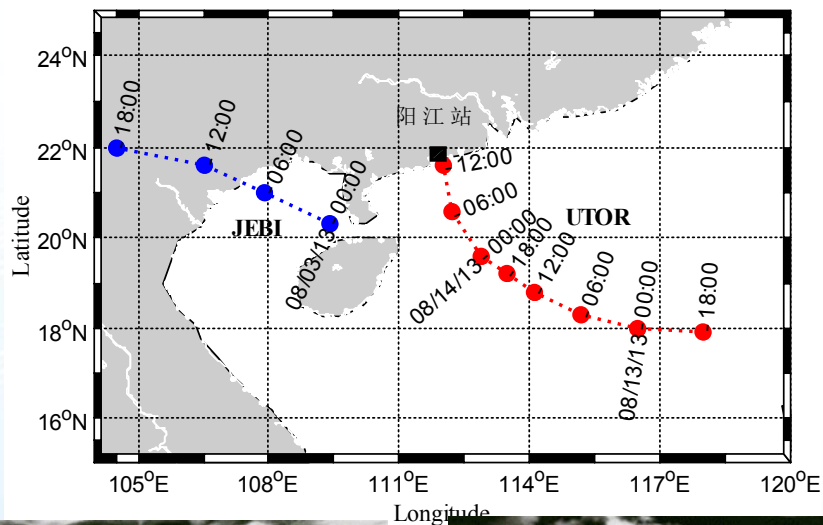 24°N
22°N
20°N
18°N
16°N
Latitude
阳江站
JEBI
18:00
12:00
06:00
00:00
08/03/13
UTOR
12:00
06:00
00:00
08/14/13
18:00
12:00
06:00
00:00
08/13/13
18:00
105°E
108°E
111°E
114°E
117°E
120°E
Longitude